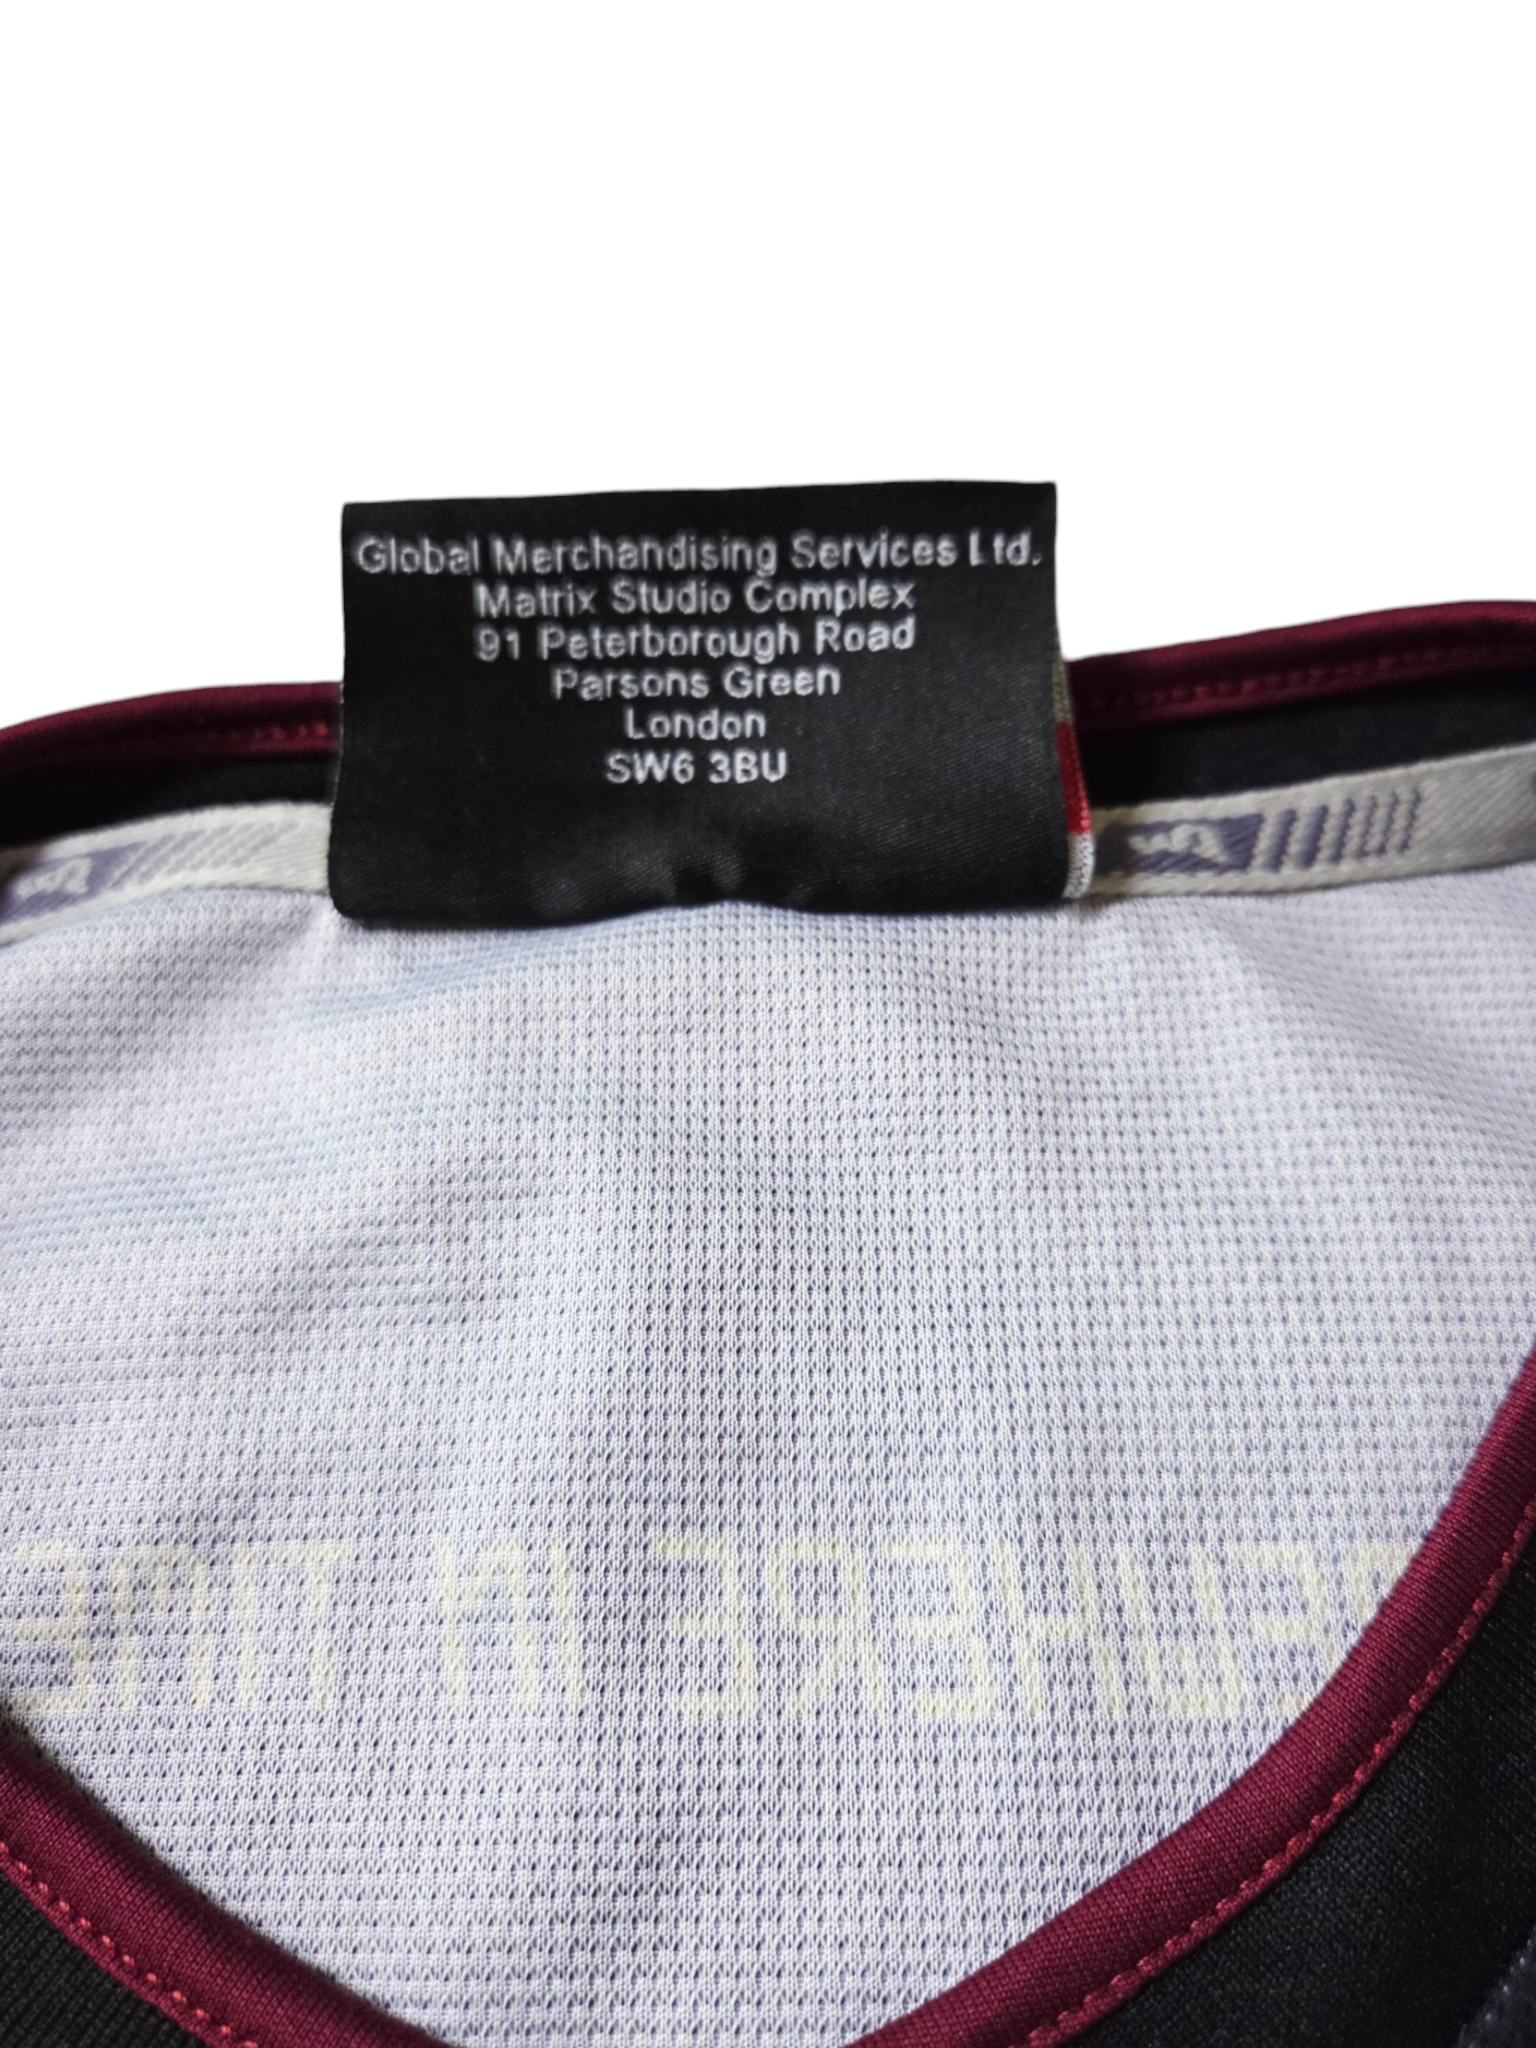 Global Merchandising Services Ltd.
Matrix Studio Complex
91 Peterborough Road
Parsons Green
London
SW6 3BU